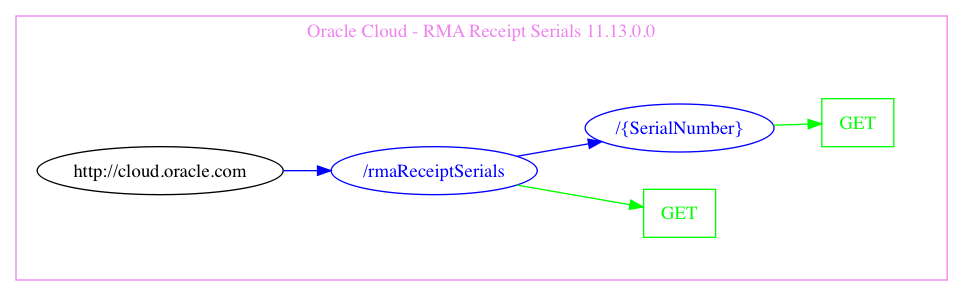 Oracle Cloud - RMA Receipt Serials 11.13.0.0
/{SerialNumber}
GET
http://cloud.oracle.com
/rmaReceiptSerials
GET